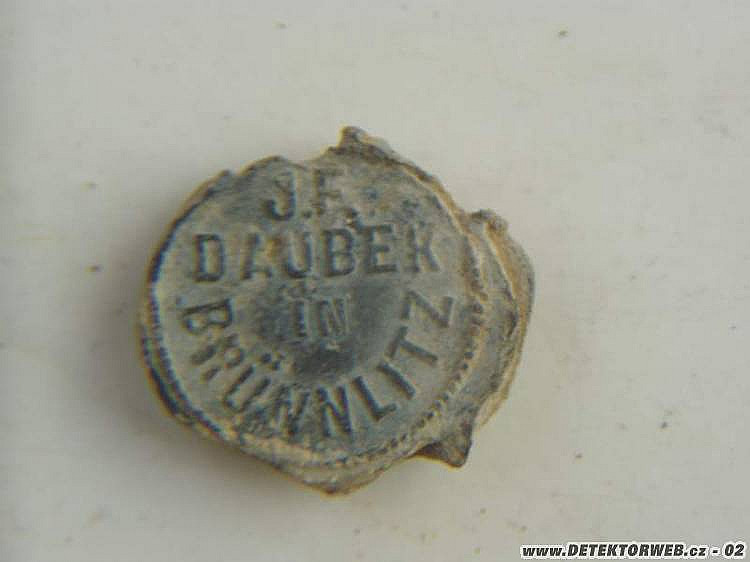 J.F.
DAUBEK
IN
BRÜNNLITZ
www.DETEKTORWEB.cz - 02